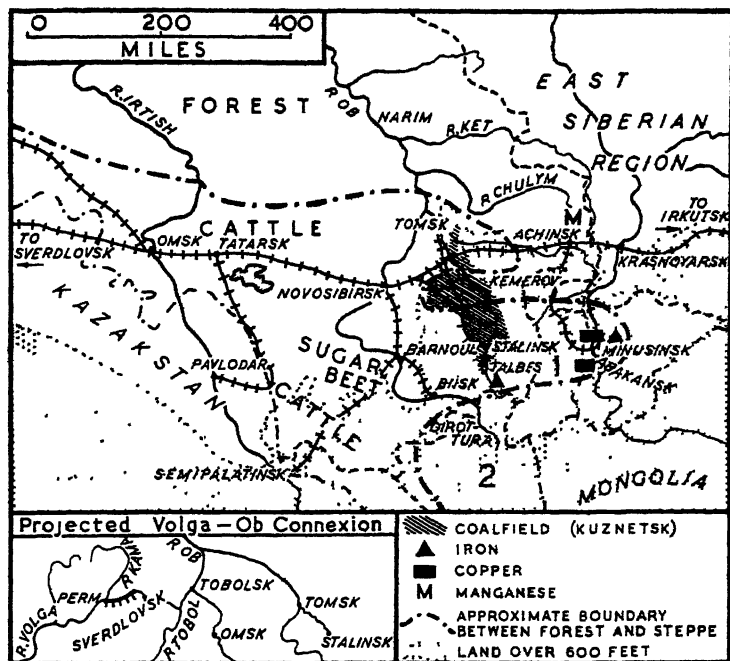 0 200 400
MILES
EAST
SIBERIAN
REGION
R.IRTISH
R OB
FOREST
NARIM
R.KET
R.CHULYM
M
TO
IRKUTSK
CATTLE
TOMSK
ACHINSK
TO
SVERDLOVSK
OMSK
TATARSK
KRASNOYARSK
KEMEROV
NOVOSIBIRSK
KAZAKSTAN
SUGAR
BEET
BARNOUL
STALINSK
MINUSINSK
PAVLODAR
TALBES
ABAKANSK
CATTLE
BIISK
OIROT
TURA
SEMIPALATINSK
2
MONGOLIA
Projected Volga–Ob Connexion
R KAMA
R OB
PERM
TOBOLSK
TOMSK
R.VOLGA
SVERDLOVSK
R TOBOL
OMSK
STALINSK
COALFIELD (KUZNETSK)
IRON
COPPER
M MANGANESE
APPROXIMATE BOUNDARY
BETWEEN FOREST AND STEPPE
LAND OVER 600 FEET